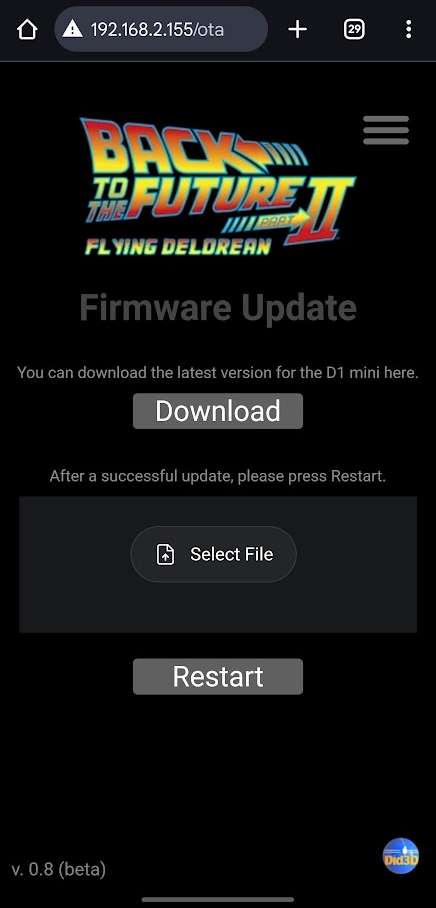 192.168.2.155/ota
29
BACK
TO
THE FUTURE II
PART
FLYING DELOREAN
Firmware Update
You can download the latest version for the D1 mini here.
Download
After a successful update, please press Restart.
Select File
Restart
Did3D
v. 0.8 (beta)